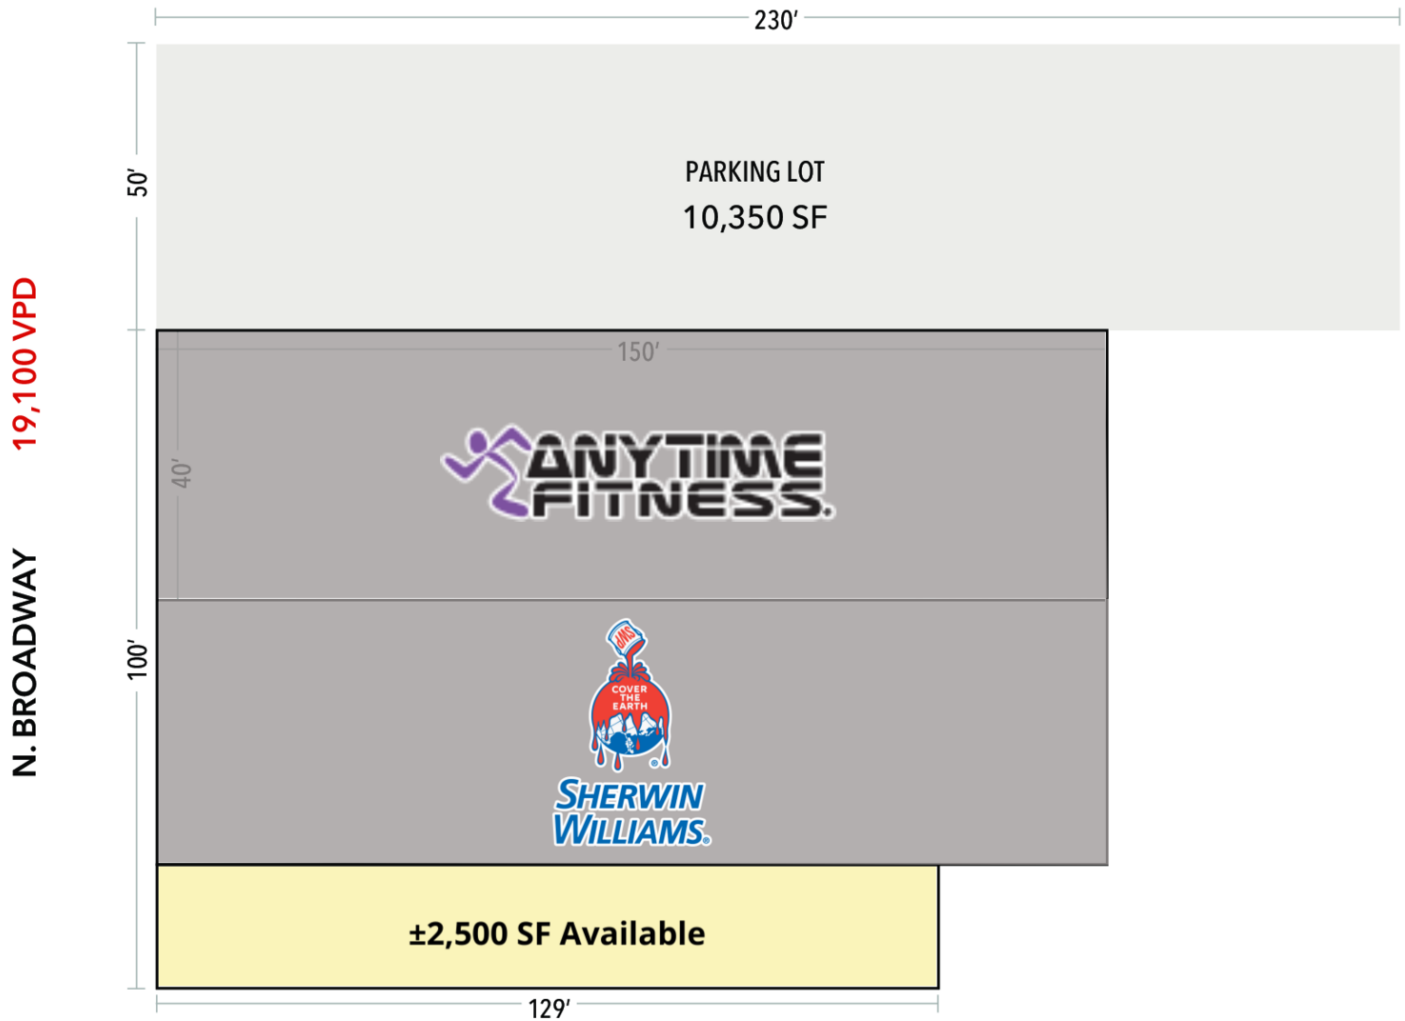 230'
50'
PARKING LOT
10,350 SF
19,100 VPD
N. BROADWAY
150'
40'
ANYTIME
FITNESS.
100'
SWP
COVER
THE
EARTH
®
SHERWIN
WILLIAMS®
±2,500 SF Available
129'